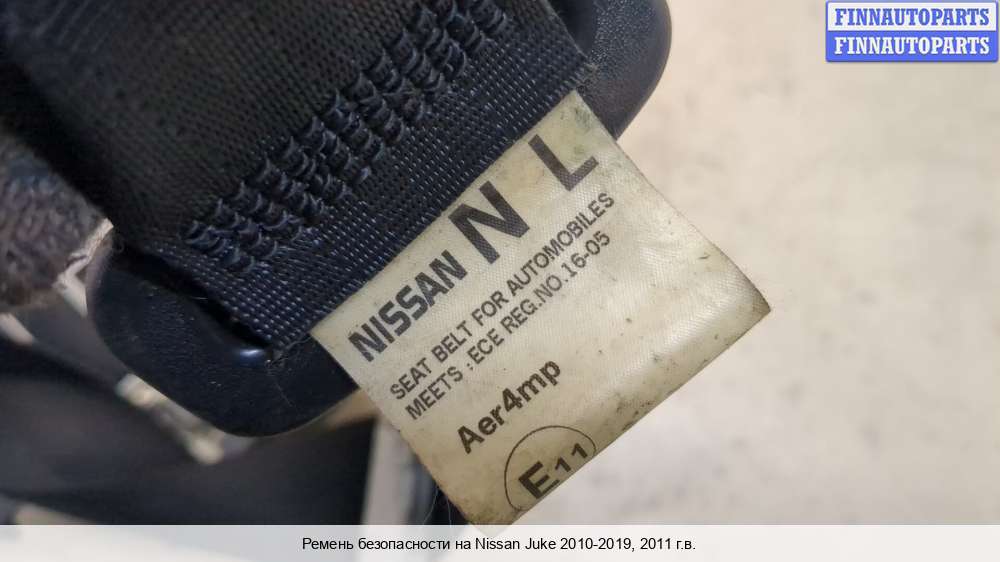 FINNAUTOPARTS
FINNAUTOPARTS
NISSAN N L
SEAT BELT FOR AUTOMOBILES
MEETS : ECE REG.NO.16-05
Aer4mp
E11
Ремень безопасности на Nissan Juke 2010-2019, 2011 г.в.